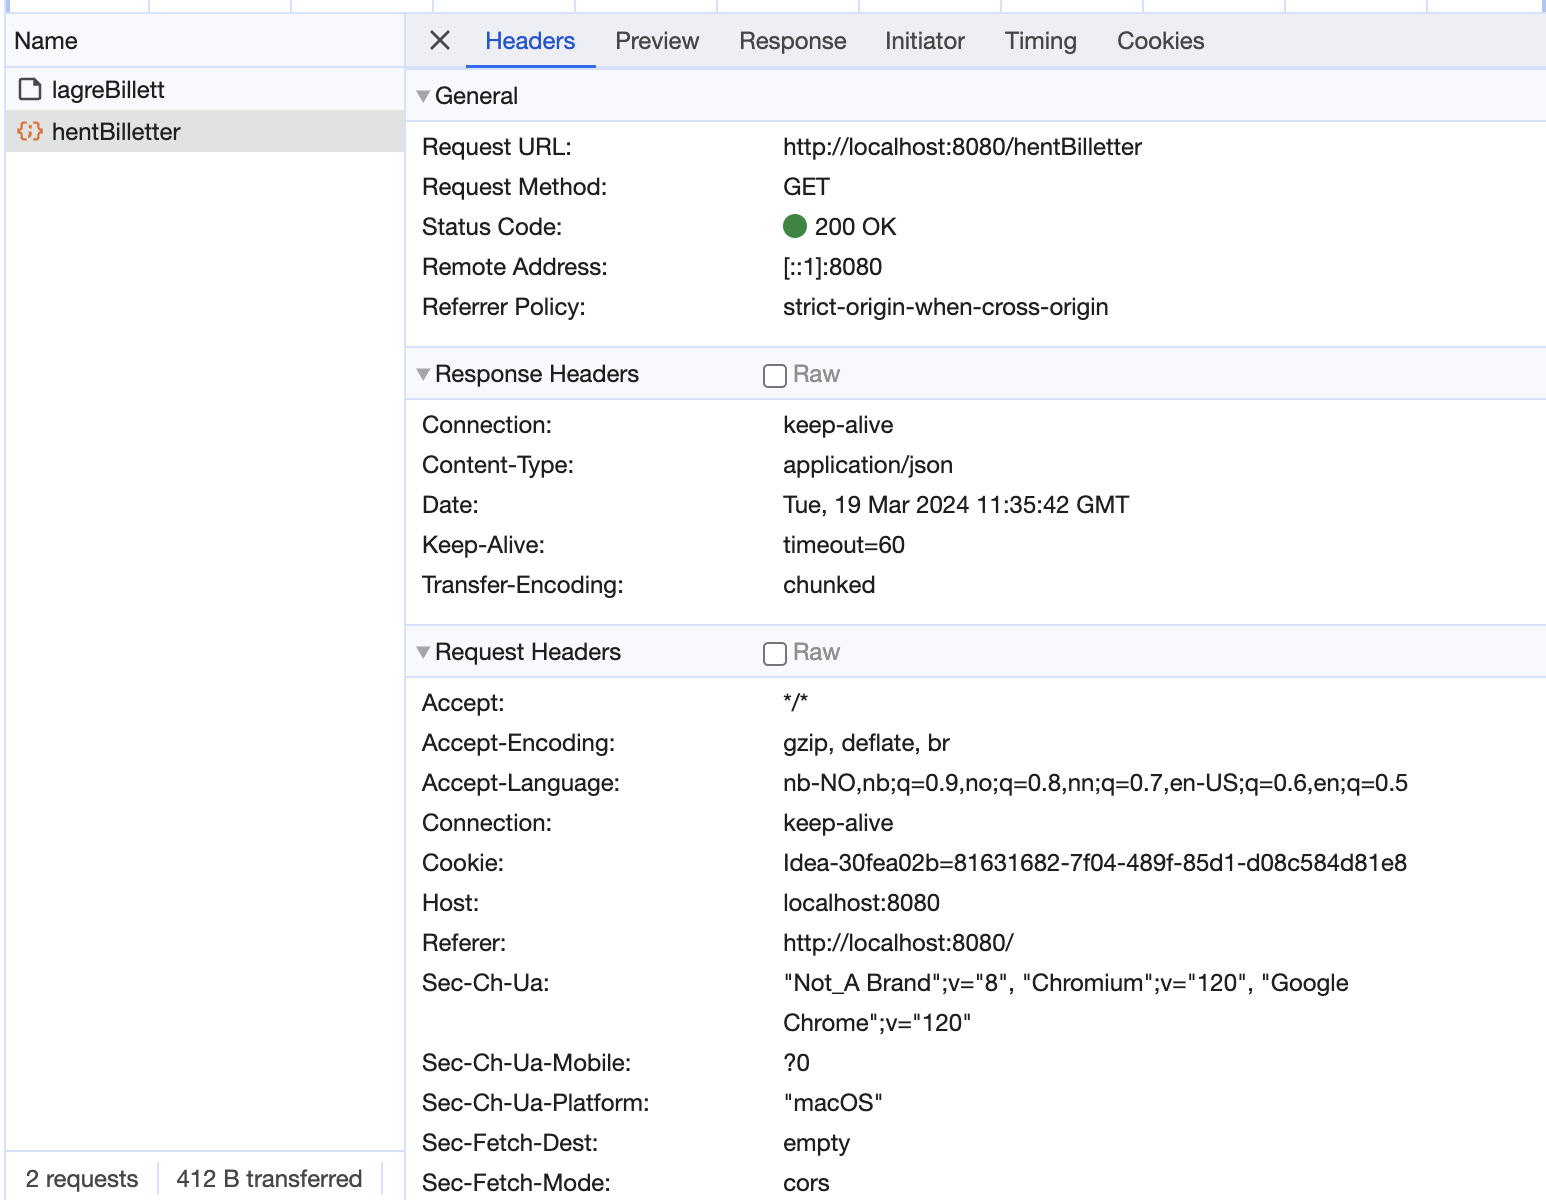 Name
lagreBillett
hentBilletter
2 requests
412 B transferred
Headers Preview Response Initiator Timing Cookies
General
Request URL: http://localhost:8080/hentBilletter
Request Method: GET
Status Code: 200 OK
Remote Address: [::1]:8080
Referrer Policy: strict-origin-when-cross-origin
Response Headers Raw
Connection: keep-alive
Content-Type: application/json
Date: Tue, 19 Mar 2024 11:35:42 GMT
Keep-Alive: timeout=60
Transfer-Encoding: chunked
Request Headers Raw
Accept: */*
Accept-Encoding: gzip, deflate, br
Accept-Language: nb-NO,nb;q=0.9,no;q=0.8,nn;q=0.7,en-US;q=0.6,en;q=0.5
Connection: keep-alive
Cookie: Idea-30fea02b=81631682-7f04-489f-85d1-d08c584d81e8
Host: localhost:8080
Referer: http://localhost:8080/
Sec-Ch-Ua: "Not_A Brand";v="8", "Chromium";v="120", "Google
Chrome";v="120"
Sec-Ch-Ua-Mobile: ?0
Sec-Ch-Ua-Platform: "macOS"
Sec-Fetch-Dest: empty
Sec-Fetch-Mode: cors